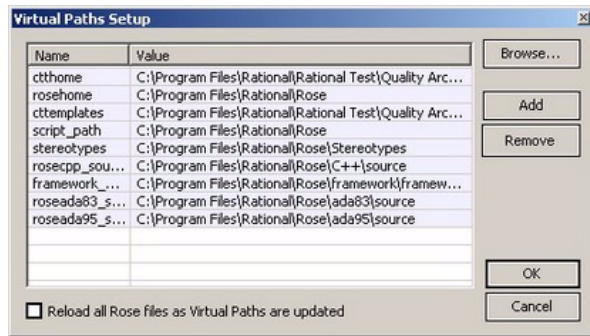 Virtual Paths Setup
Name Value
ctthome C:\Program Files\Rational\Rational Test\Quality Arc...
rosehome C:\Program Files\Rational\Rose
cttemplates C:\Program Files\Rational\Rational Test\Quality Arc...
script_path C:\Program Files\Rational\Rose
stereotypes C:\Program Files\Rational\Rose\Stereotypes
rosecpp_sou... C:\Program Files\Rational\Rose\C++\source
framework_... C:\Program Files\Rational\Rose\framework\framew...
roseada83_s... C:\Program Files\Rational\Rose\ada83\source
roseada95_s... C:\Program Files\Rational\Rose\ada95\source
Browse...
Add
Remove
OK
Cancel
Reload all Rose files as Virtual Paths are updated